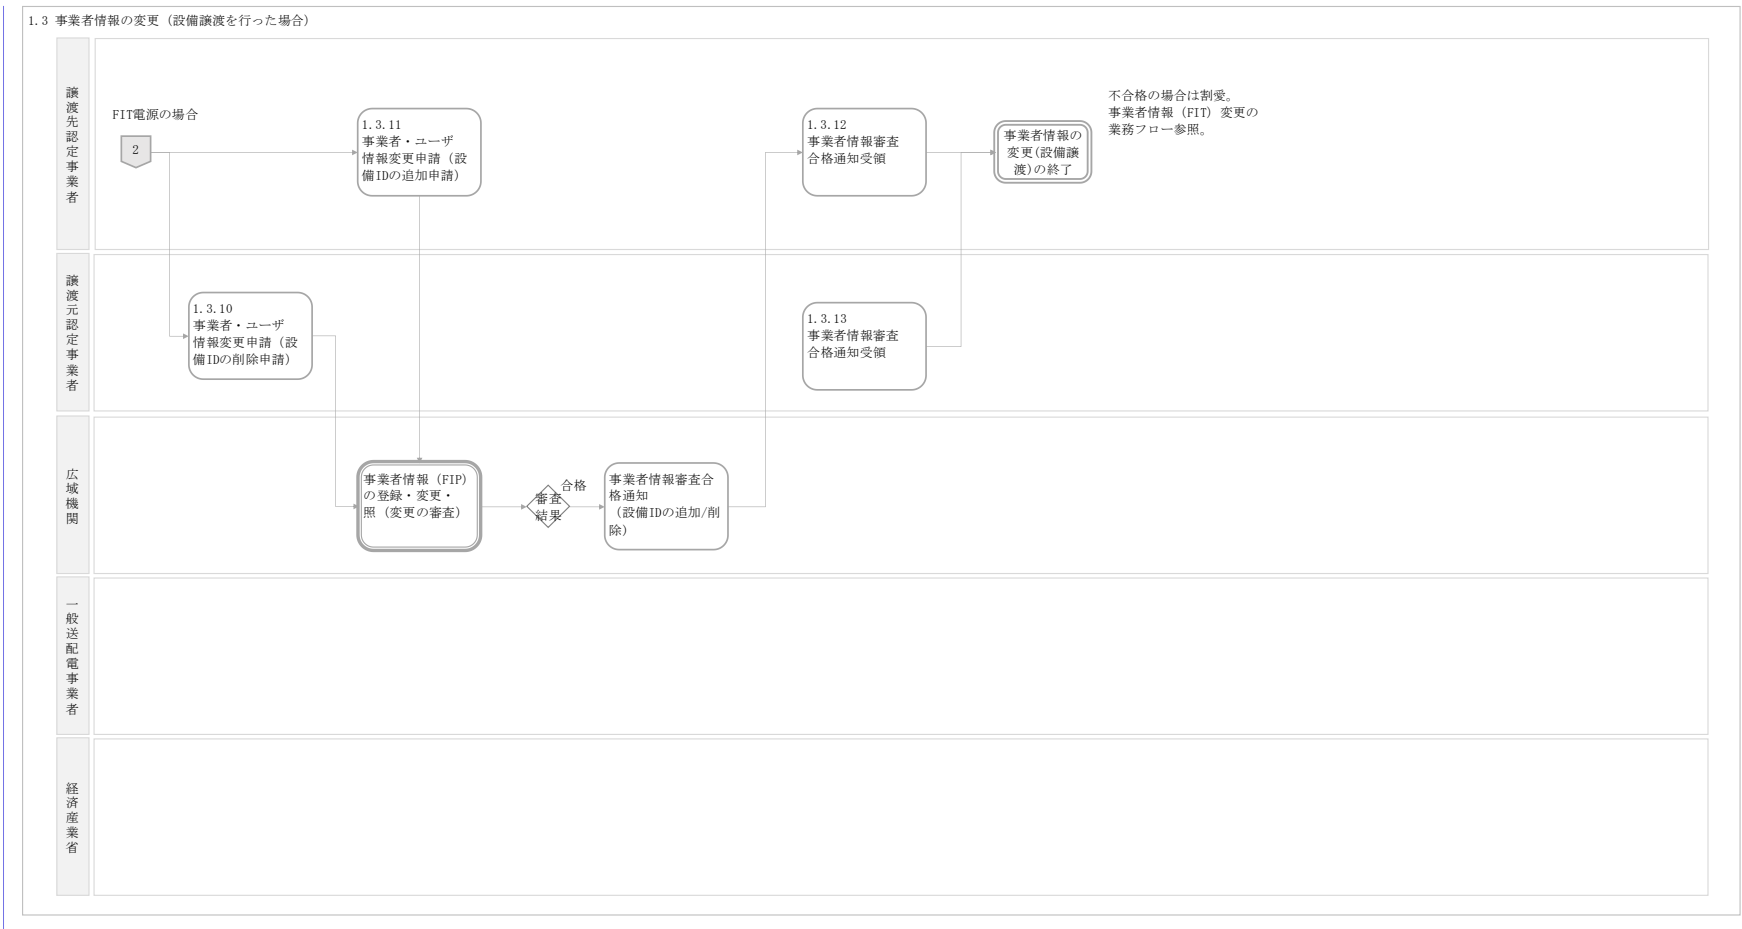 1.3 事業者情報の変更（設備譲渡を行った場合）
譲渡先認定事業者
FIT電源の場合
2
1.3.11
事業者・ユーザ
情報変更申請（設
備IDの追加申請）
1.3.12
事業者情報審査
合格通知受領
事業者情報の
変更(設備譲
渡)の終了
不合格の場合は割愛。
事業者情報（FIT）変更の
業務フロー参照。
譲渡元認定事業者
1.3.10
事業者・ユーザ
情報変更申請（設
備IDの削除申請）
1.3.13
事業者情報審査
合格通知受領
広域機関
事業者情報（FIP）
の登録・変更・
照（変更の審査）
審査
結果
合格
事業者情報審査合
格通知
（設備IDの追加/削
除）
一般送配電事業者
経済産業省